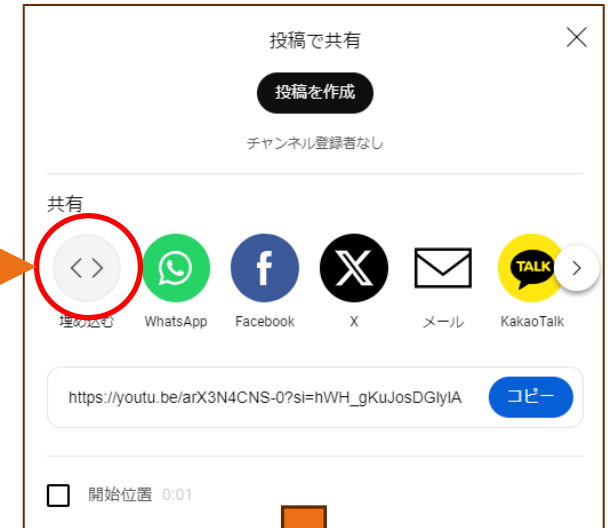 投稿で共有
投稿を作成
チャンネル登録者なし
共有
TALK
埋め込む WhatsApp Facebook X メール KakaoTalk
https://youtu.be/arX3N4CNS-0?si=hWH_gKuJosDGlyIA コピー
開始位置 0:01